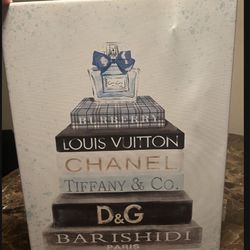 BURBERRY
LOUIS VUITTON
CHANEL
TIFFANY & CO.
D&G
BARISHIDI
PARIS